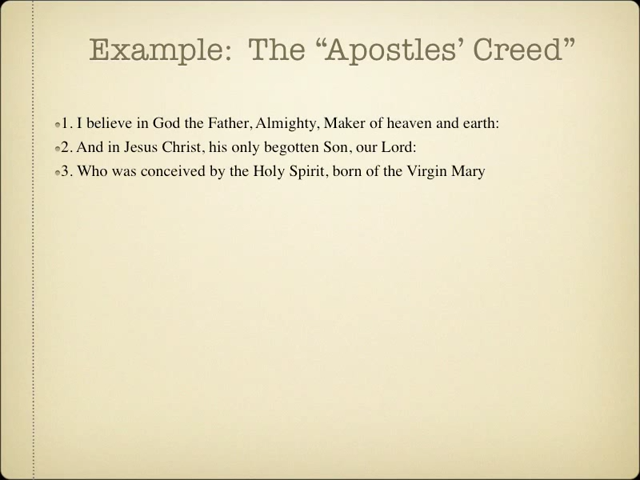 Example:  The “Apostles’ Creed”
1. I believe in God the Father, Almighty, Maker of heaven and earth:
2. And in Jesus Christ, his only begotten Son, our Lord:
3. Who was conceived by the Holy Spirit, born of the Virgin Mary